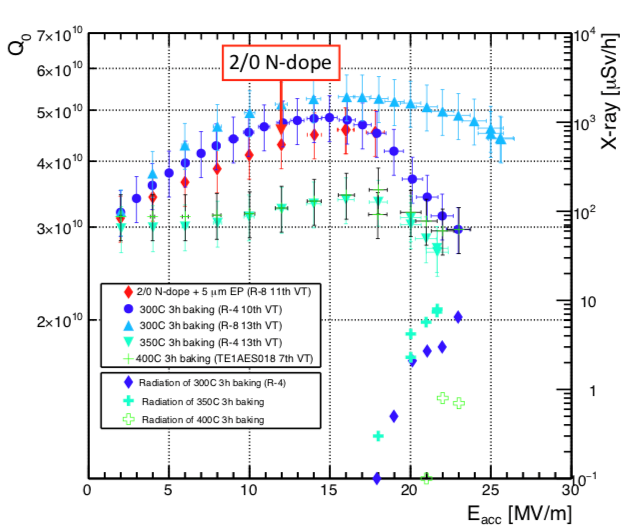 Q0
7×10^10
6×10^10
5×10^10
4×10^10
3×10^10
2×10^10
2/0 N-dope
10^4
10^3
10^2
10
1
10^−1
X-ray [μSv/h]
2/0 N-dope + 5 μm EP (R-8 11th VT)
300C 3h baking (R-4 10th VT)
300C 3h baking (R-8 13th VT)
350C 3h baking (R-4 13th VT)
400C 3h baking (TE1AES018 7th VT)
Radiation of 300C 3h baking (R-4)
Radiation of 350C 3h baking
Radiation of 400C 3h baking
0 5 10 15 20 25 30
Eacc [MV/m]